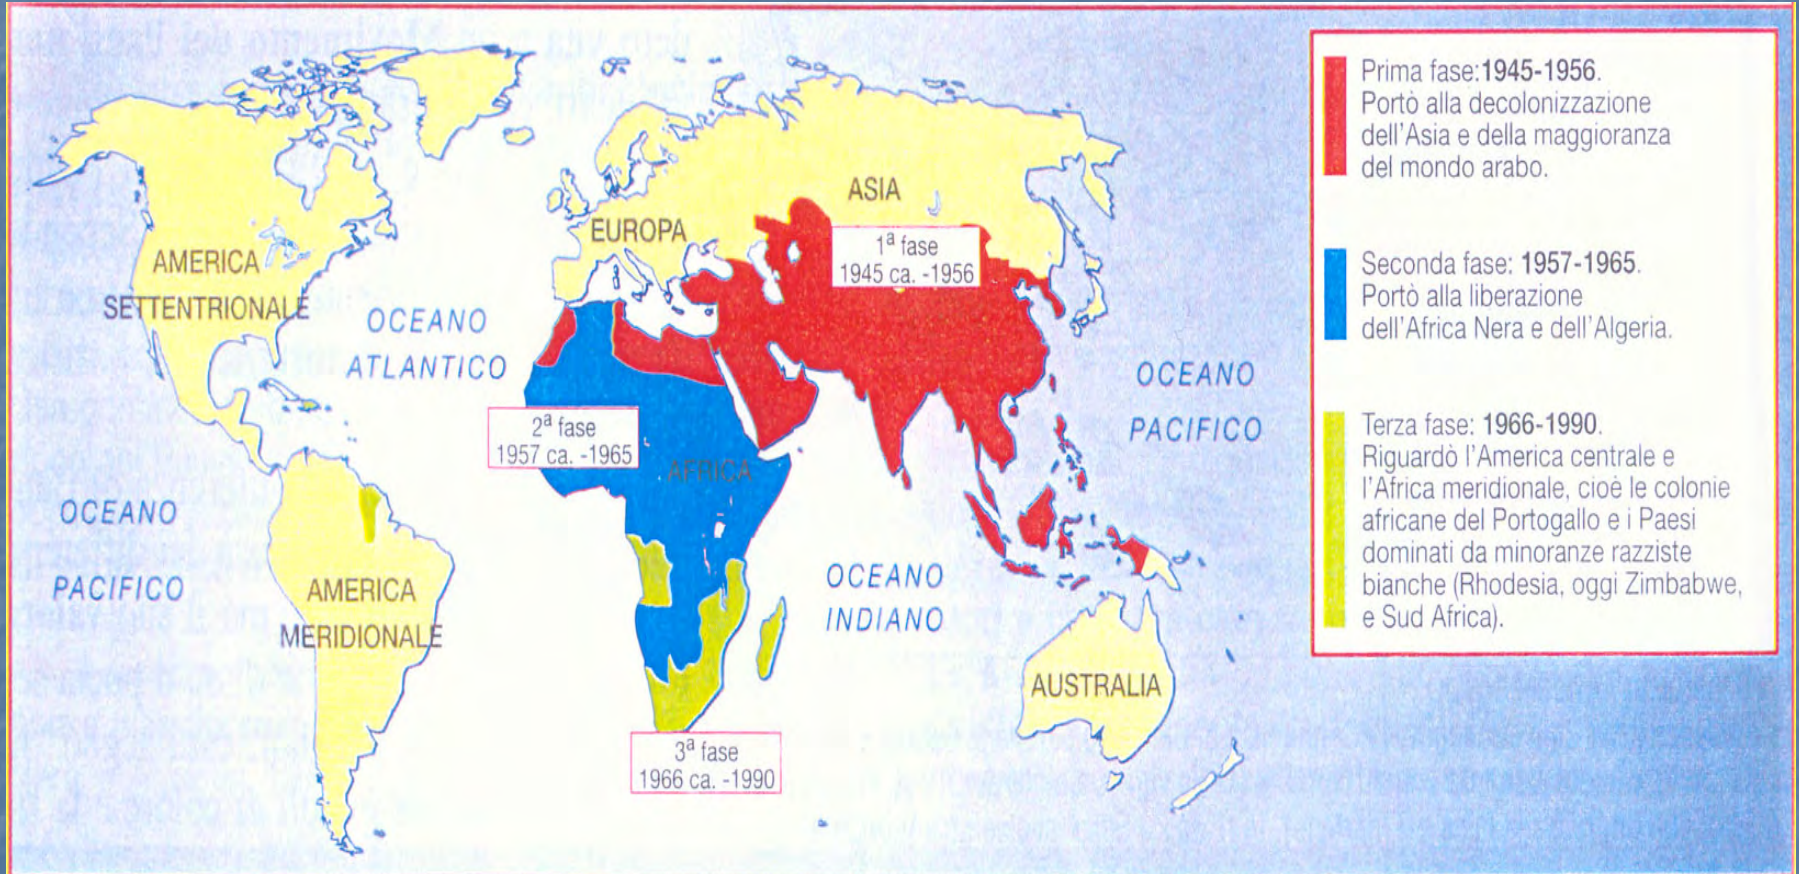 AMERICA
SETTENTRIONALE
OCEANO
ATLANTICO
OCEANO
PACIFICO
AMERICA
MERIDIONALE
EUROPA
ASIA
1ª fase
1945 ca. -1956
2ª fase
1957 ca. -1965
AFRICA
3ª fase
1966 ca. -1990
OCEANO
INDIANO
OCEANO
PACIFICO
AUSTRALIA
Prima fase:1945-1956.
Portò alla decolonizzazione
dell'Asia e della maggioranza
del mondo arabo.
Seconda fase: 1957-1965.
Portò alla liberazione
dell'Africa Nera e dell'Algeria.
Terza fase: 1966-1990.
Riguardò l'America centrale e
l'Africa meridionale, cioè le colonie
africane del Portogallo e i Paesi
dominati da minoranze razziste
bianche (Rhodesia, oggi Zimbabwe,
e Sud Africa).